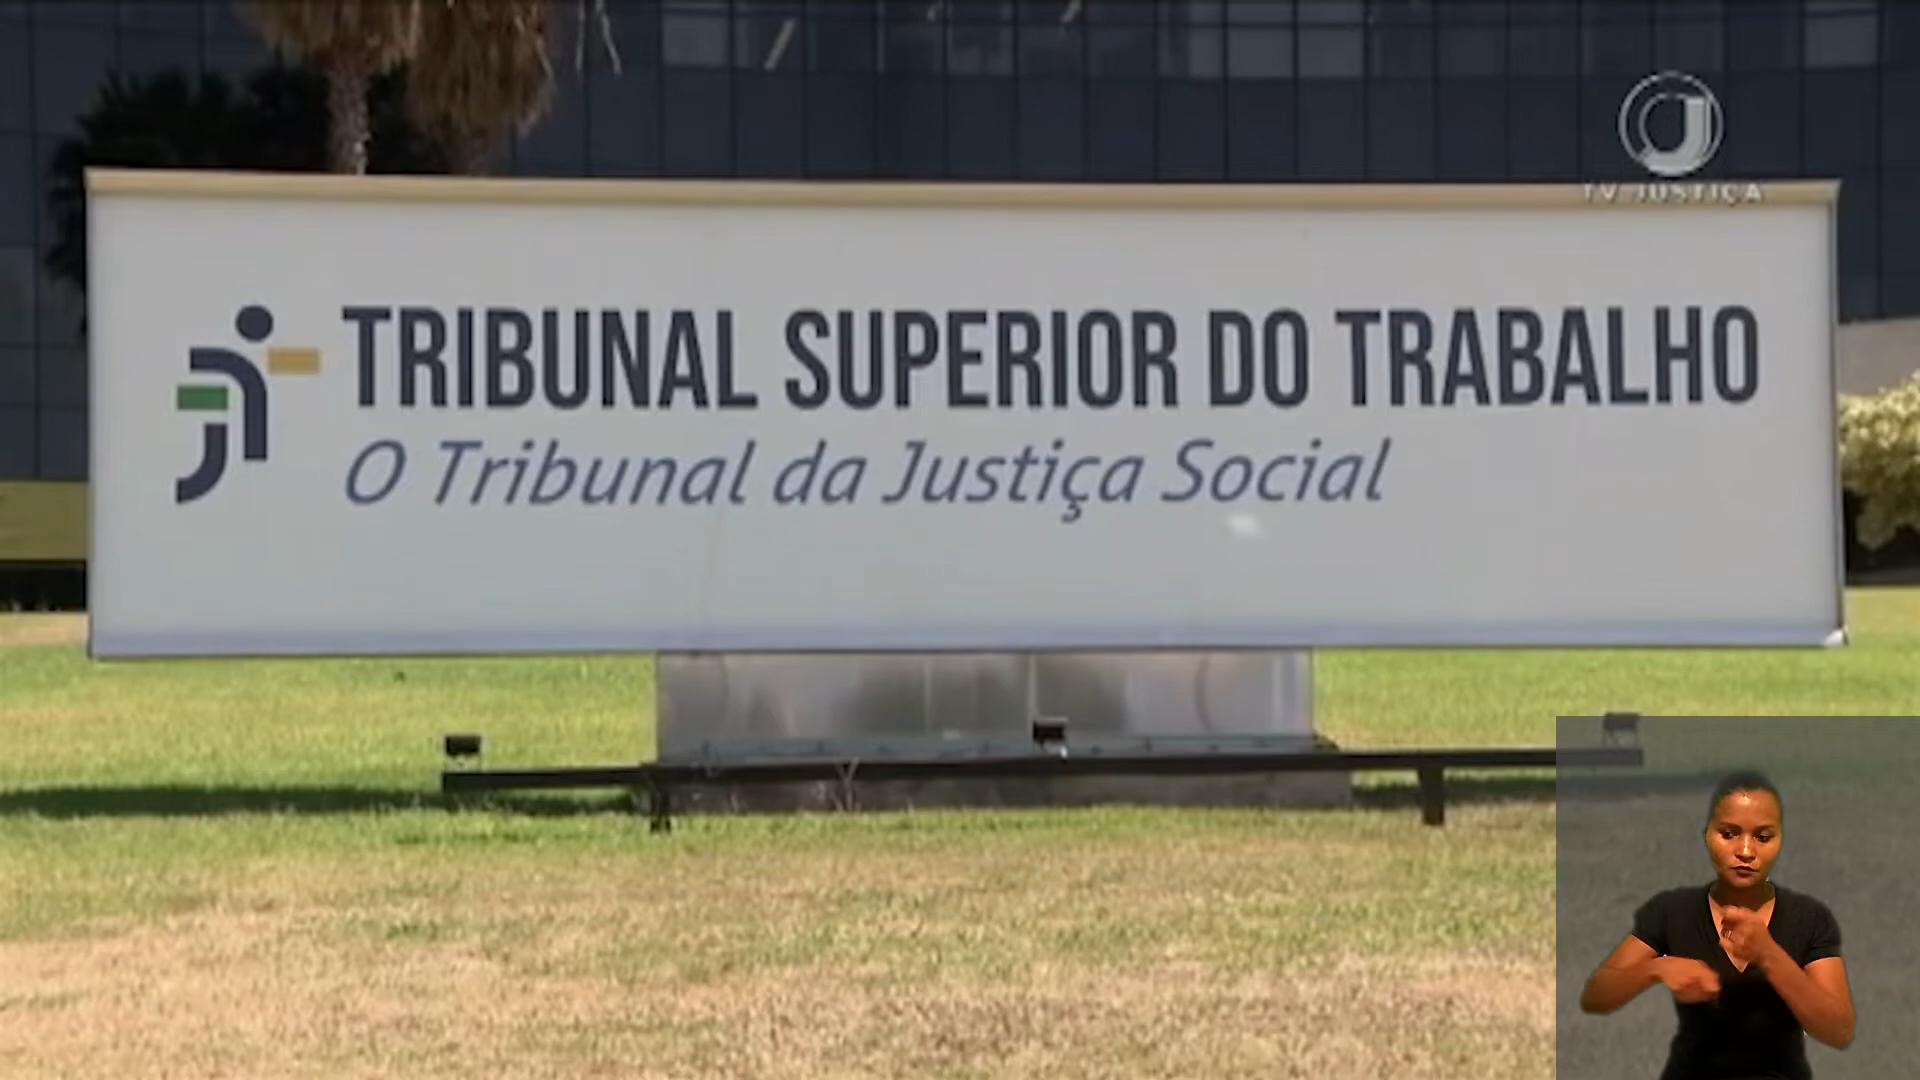 TV JUSTIÇA
TRIBUNAL SUPERIOR DO TRABALHO
O Tribunal da Justiça Social